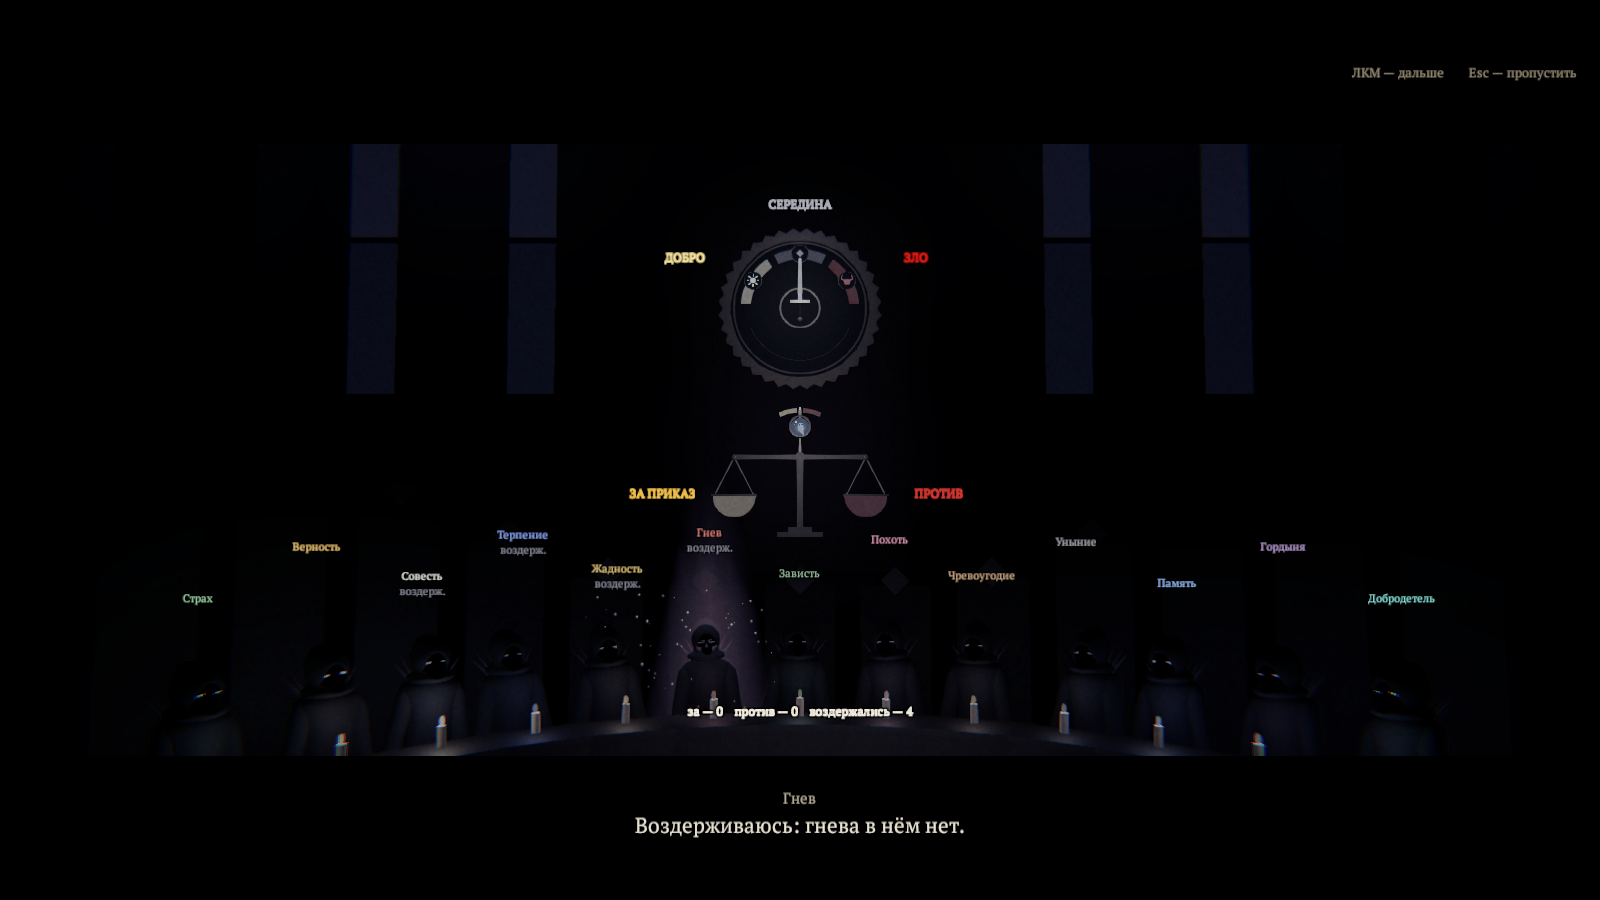 ЛКМ — дальше Esc — пропустить
СЕРЕДИНА
ДОБРО ЗЛО
ЗА ПРИКАЗ ПРОТИВ
Страх
Верность
Совесть
воздерж.
Терпение
воздерж.
Жадность
воздерж.
Гнев
воздерж.
Зависть
Похоть
Чревоугодие
Уныние
Память
Гордыня
Добродетель
за — 0 против — 0 воздержались — 4
Гнев
Воздерживаюсь: гнева в нём нет.